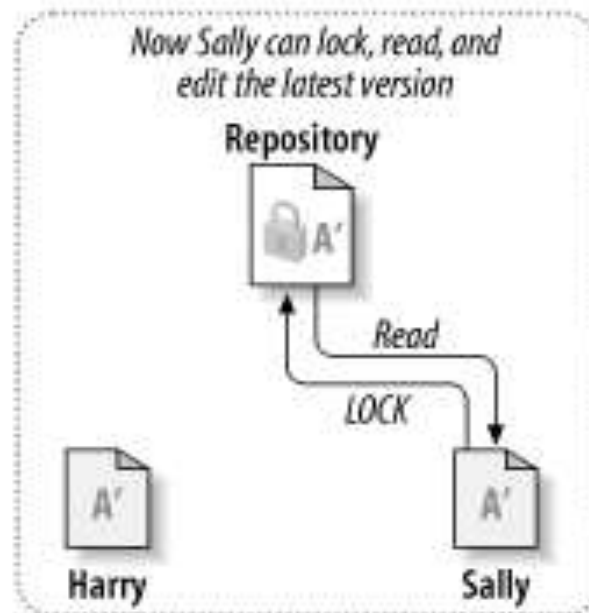 Now Sally can lock, read, and
edit the latest version
Repository
A′
Read
LOCK
A′
A′
Harry
Sally